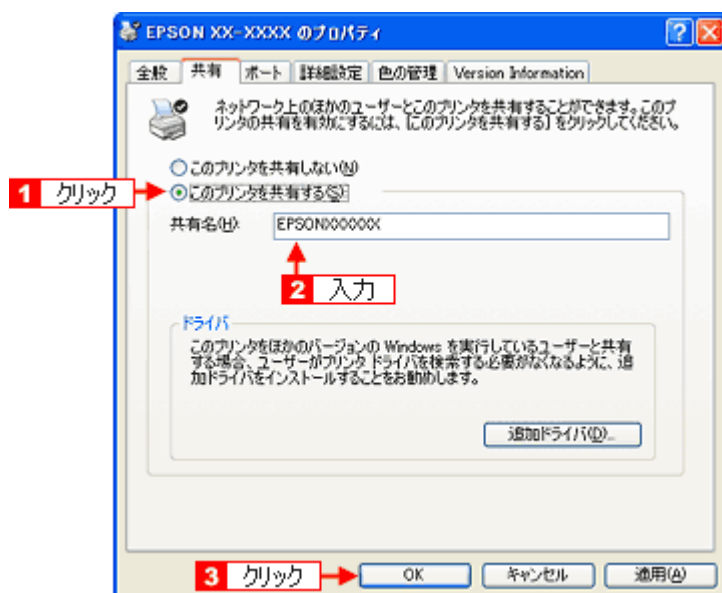 EPSON XX-XXXX のプロパティ
全般 共有 ポート 詳細設定 色の管理 Version Information
ネットワーク上のほかのユーザーとこのプリンタを共有することができます。このプ
リンタの共有を有効にするには、[このプリンタを共有する] をクリックしてください。
このプリンタを共有しない(N)
1 クリック
このプリンタを共有する(S)
共有名(H): EPSONXXXXXX
2 入力
ドライバ
このプリンタをほかのバージョンの Windows を実行しているユーザーと共有
する場合、ユーザーがプリンタ ドライバを検索する必要がなくなるように、追
加ドライバをインストールすることをお勧めします。
追加ドライバ(D)...
3 クリック
OK キャンセル 適用(A)